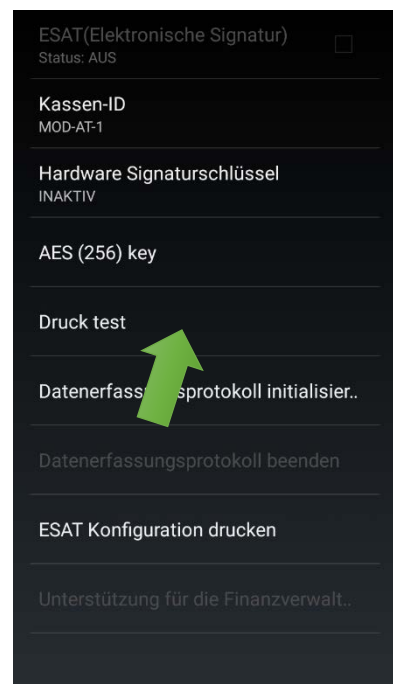 ESAT(Elektronische Signatur)
Status: AUS
Kassen-ID
MOD-AT-1
Hardware Signaturschlüssel
INAKTIV
AES (256) key
Druck test
initialisier..
Datenerfassungsprotokoll beenden
ESAT Konfiguration drucken
Unterstützung für die Finanzverwalt..